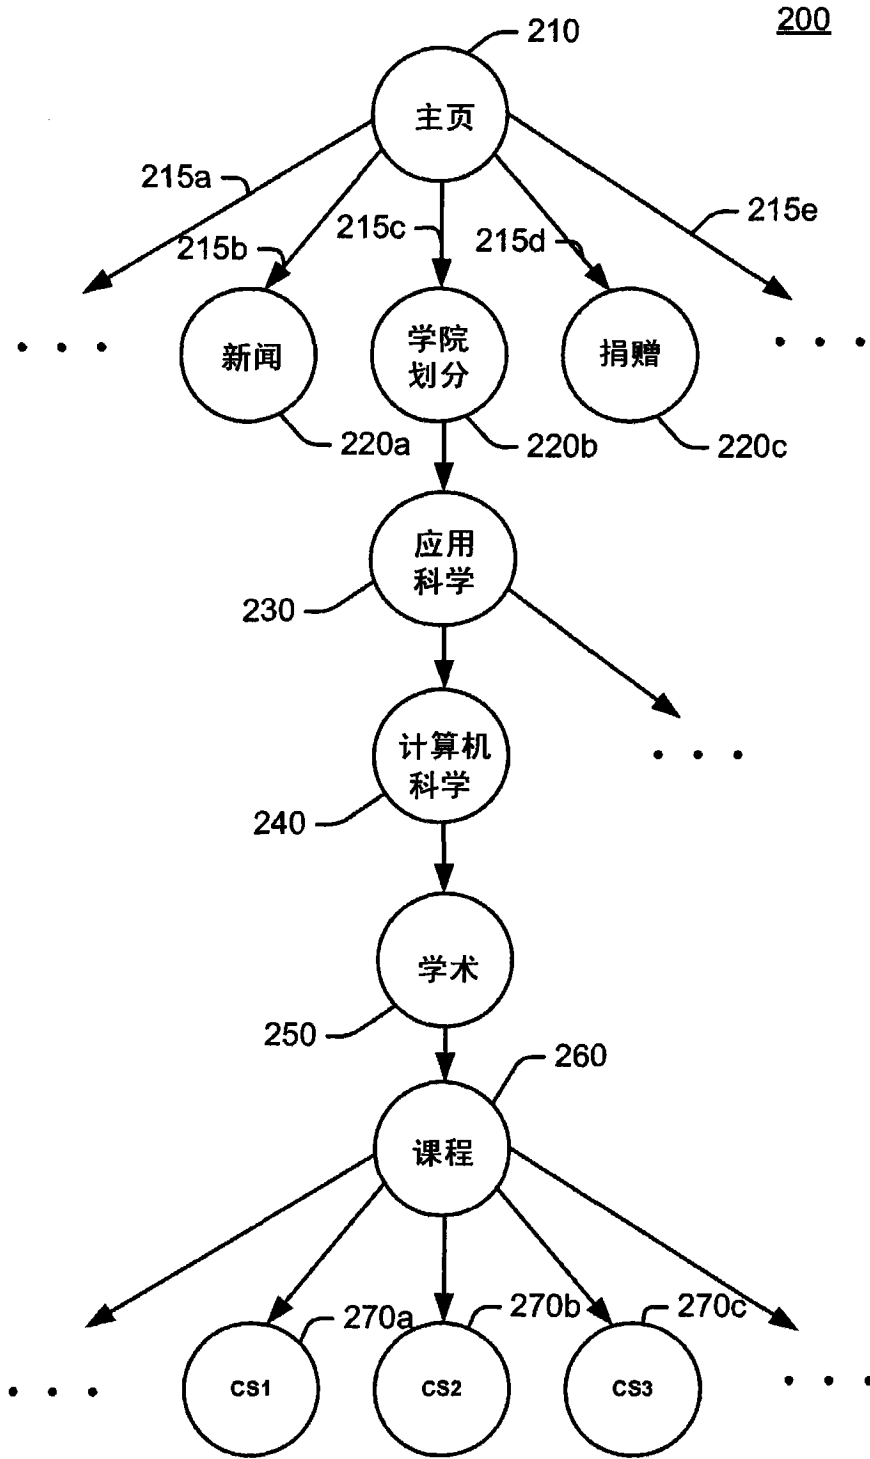 200
210
主页
215a
215b
215c
215d
215e
新闻
学院
划分
捐赠
220a
220b
220c
应用
科学
230
计算机
科学
240
学术
250
260
课程
270a
270b
270c
CS1
CS2
CS3